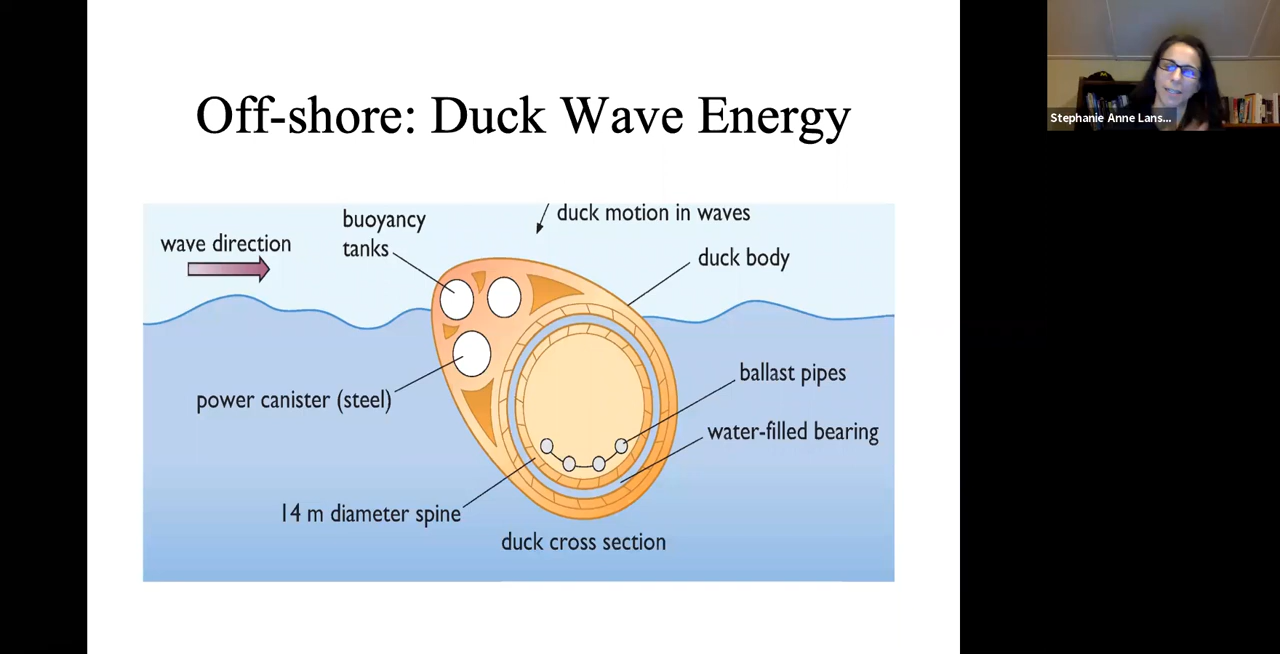 Off-shore: Duck Wave Energy
Stephanie Anne Lans...
buoyancy
tanks
duck motion in waves
wave direction
duck body
ballast pipes
power canister (steel)
water-filled bearing
14 m diameter spine
duck cross section